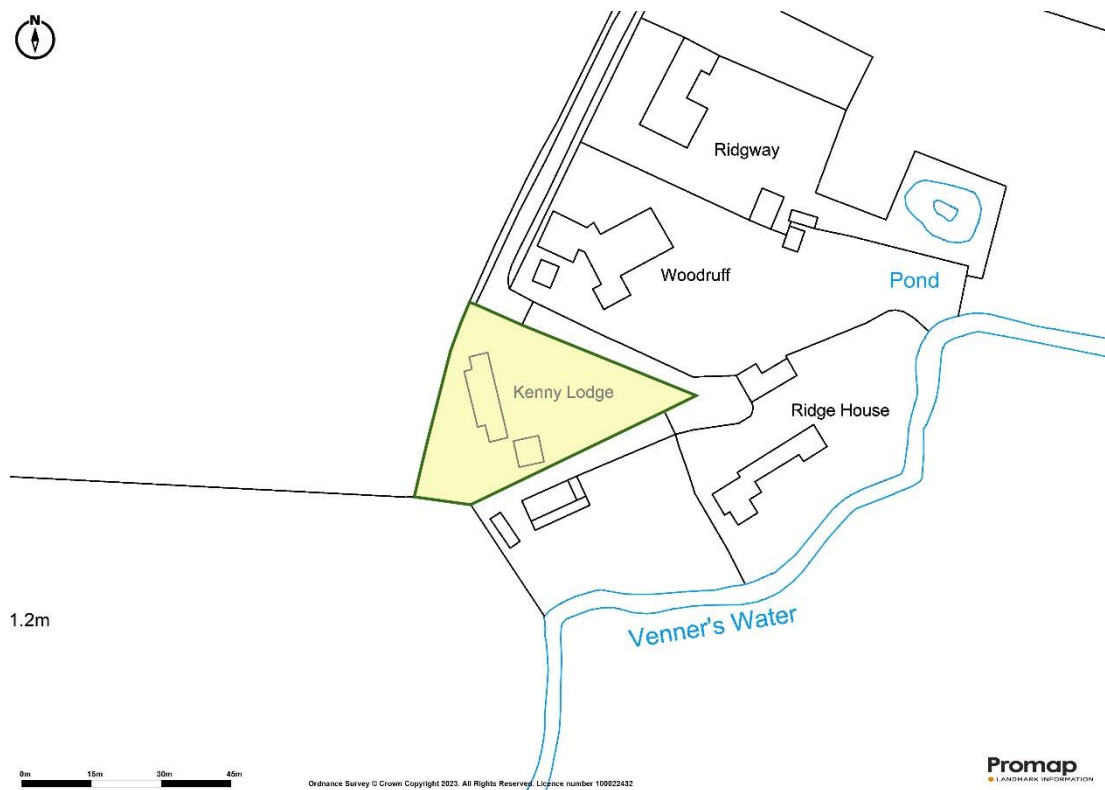 N
Ridgway
Woodruff
Pond
Kenny Lodge
Ridge House
1.2m
Venner's Water
0m 15m 30m 45m
Ordnance Survey © Crown Copyright 2023. All Rights Reserved. Licence number 100022432
Promap
LANDMARK INFORMATION